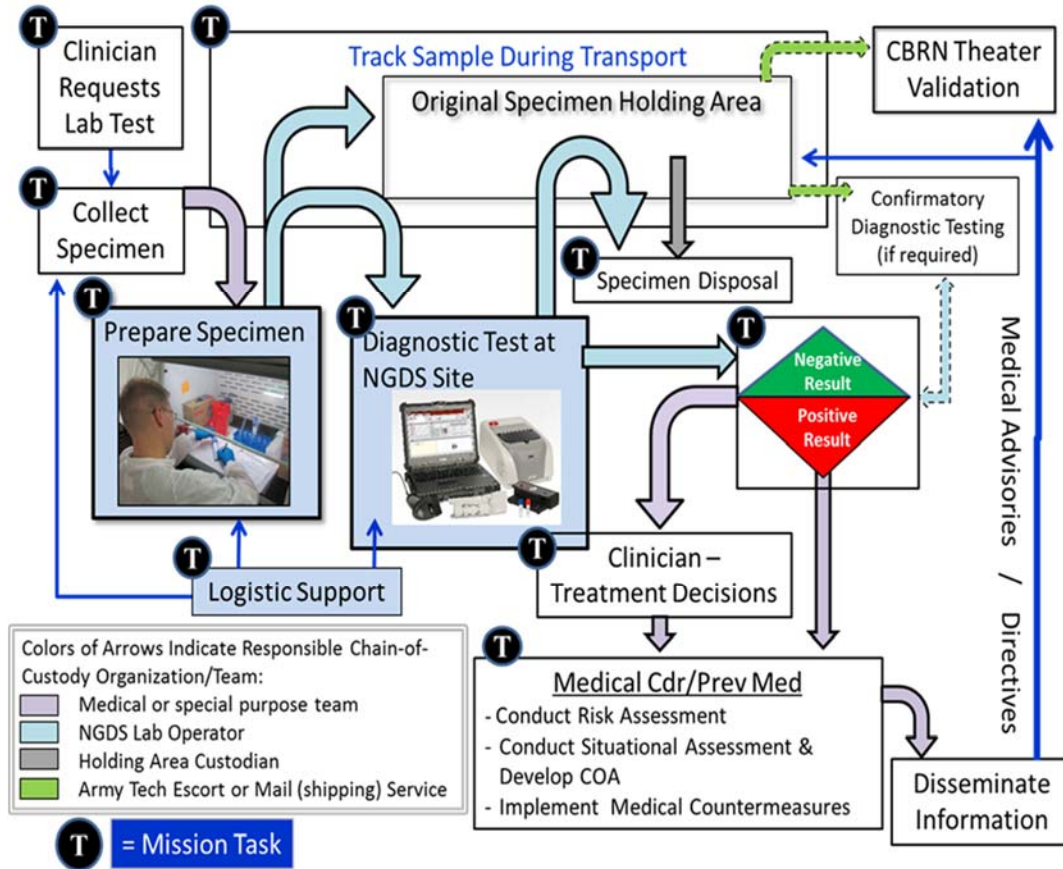 T
Clinician
Requests
Lab Test
T
Track Sample During Transport
Original Specimen Holding Area
CBRN Theater
Validation
T
Collect
Specimen
Confirmatory
Diagnostic Testing
(if required)
T
Specimen Disposal
T
Prepare Specimen
T
Diagnostic Test at
NGDS Site
T
Negative
Result
Positive
Result
Medical Advisories / Directives
T
Logistic Support
T
Clinician –
Treatment Decisions
Colors of Arrows Indicate Responsible Chain-of-
Custody Organization/Team:
Medical or special purpose team
NGDS Lab Operator
Holding Area Custodian
Army Tech Escort or Mail (shipping) Service
T
Medical Cdr/Prev Med
- Conduct Risk Assessment
- Conduct Situational Assessment &
Develop COA
- Implement Medical Countermeasures
Disseminate
Information
T
= Mission Task